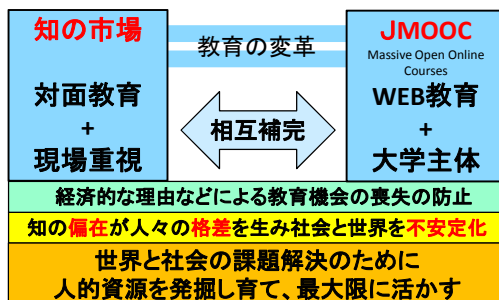 知の市場
対面教育
+
現場重視
教育の変革
相互補完
JMOOC
Massive Open Online
Courses
WEB教育
+
大学主体
経済的な理由などによる教育機会の喪失の防止
知の偏在が人々の格差を生み社会と世界を不安定化
世界と社会の課題解決のために
人的資源を発掘し育て、最大限に活かす